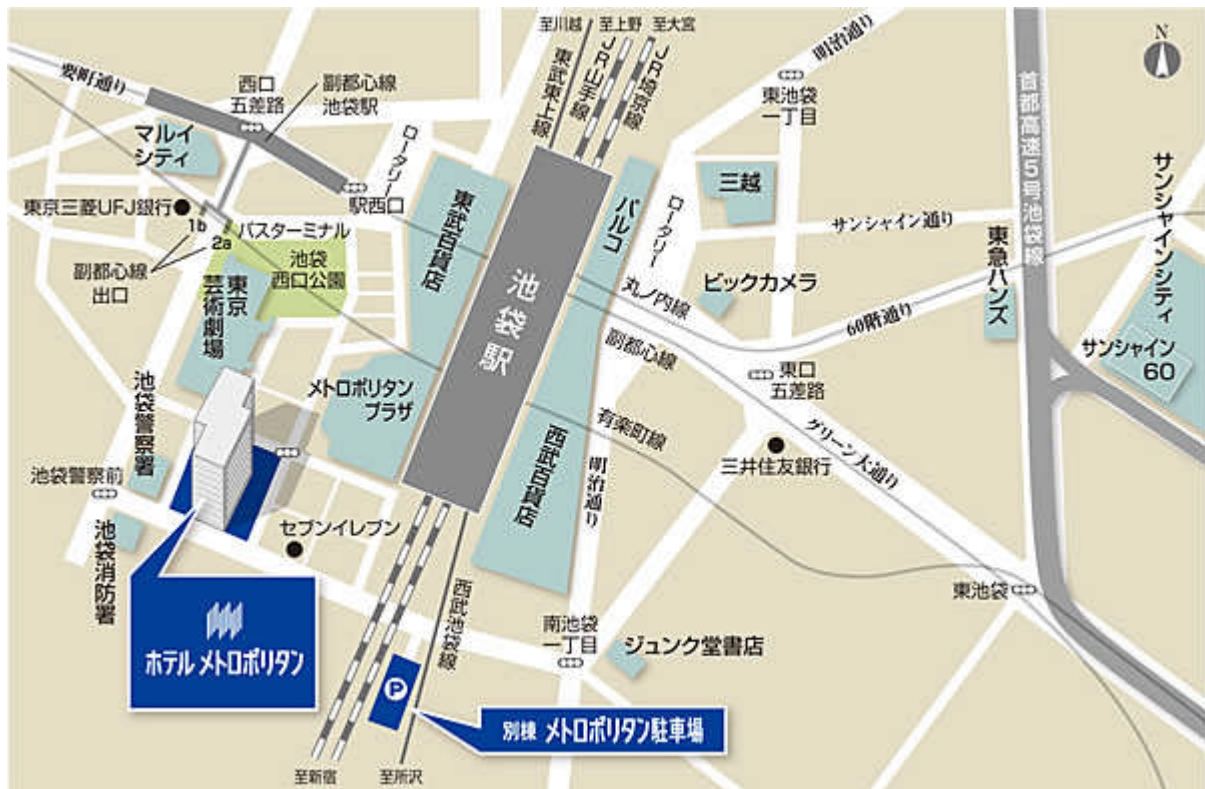 至川越
至上野
至大宮
N
東武東上線
JR山手線
JR埼京線
明治通り
要町通り
西口
五差路
副都心線
池袋駅
東池袋
一丁目
首都高速5号池袋線
マルイ
シティ
ロータリー
駅西口
東武百貨店
パルコ
三越
ロータリー
サンシャイン通り
サンシャインシティ
東京三菱UFJ銀行
1b
2a
バスターミナル
副都心線
出口
池袋
西口公園
東京
芸術劇場
池袋駅
ビックカメラ
東急ハンズ
丸ノ内線
60階通り
副都心線
サンシャイン
60
メトロポリタン
プラザ
東口
五差路
池袋警察署
有楽町線
グリーン大通り
三井住友銀行
池袋警察前
西武百貨店
明治通り
セブンイレブン
池袋消防署
ホテル メトロポリタン
西武池袋線
南池袋
一丁目
ジュンク堂書店
東池袋
P
別棟 メトロポリタン駐車場
至新宿
至所沢